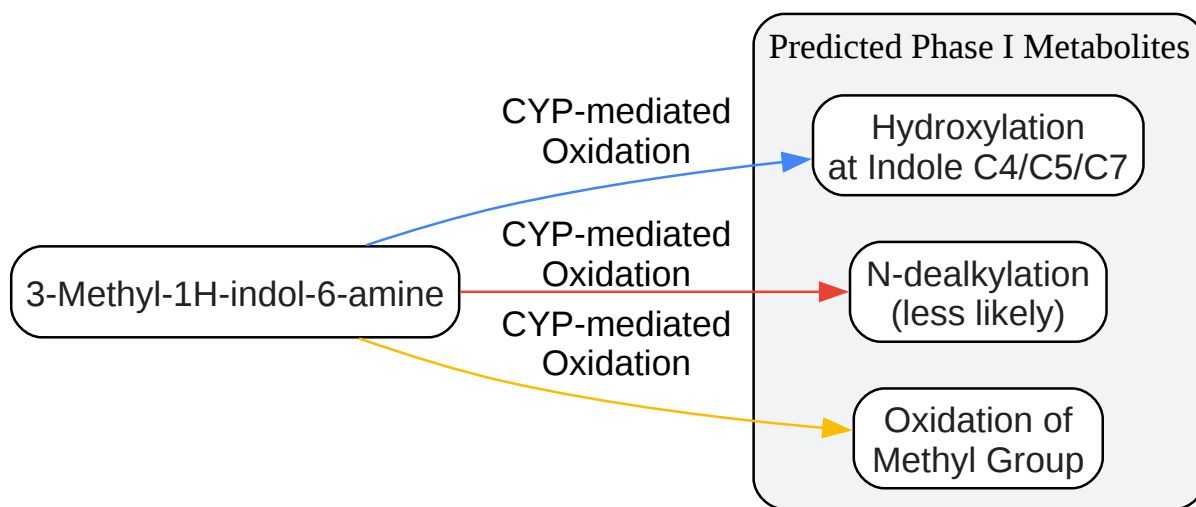 Predicted Phase I Metabolites
CYP-mediated
Oxidation
Hydroxylation
at Indole C4/C5/C7
3-Methyl-1H-indol-6-amine
CYP-mediated
Oxidation
N-dealkylation
(less likely)
CYP-mediated
Oxidation
Oxidation of
Methyl Group